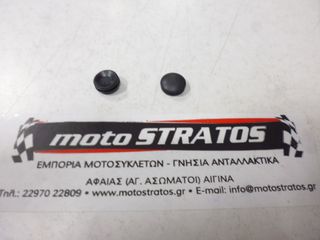 moto STRATOS
ΕΜΠΟΡΙΑ ΜΟΤΟΣΥΚΛΕΤΩΝ - ΓΝΗΣΙΑ ΑΝΤΑΛΛΑΚΤΙΚΑ
ΑΦΑΙΑΣ (ΑΓ. ΑΣΩΜΑΤΟΙ) ΑΙΓΙΝΑ
Τηλ.: 22970 22809 • www.motostratos.gr • E-mail: info@motostratos.gr